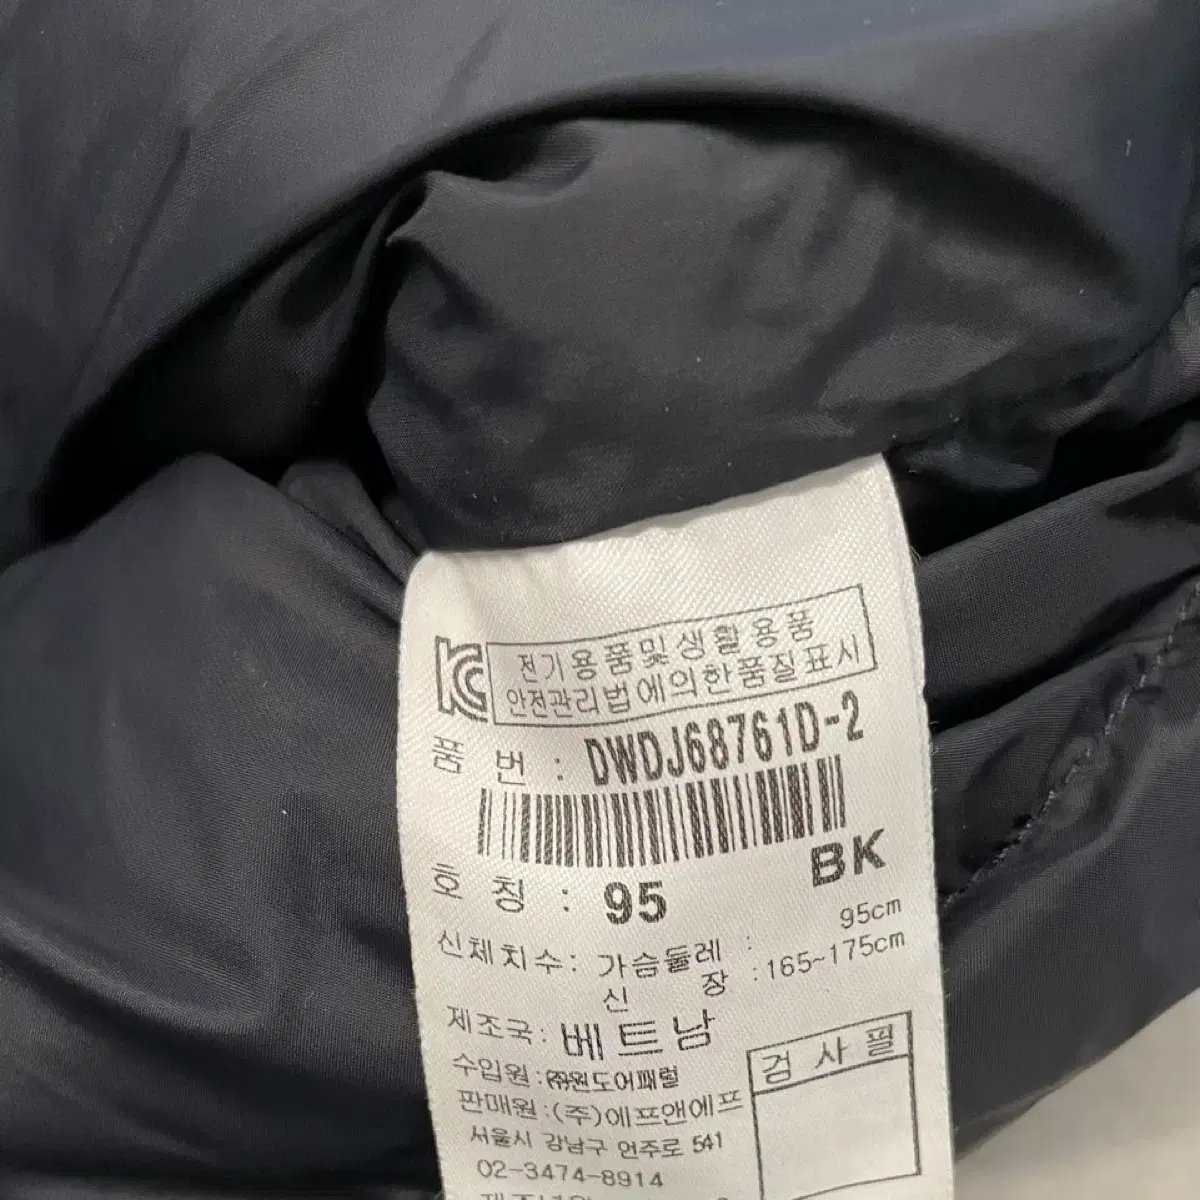 KC 전기용품및생활용품
안전관리법에의한품질표시
품 번 : DWDJ68761D-2
BK
호 칭 : 95
신체치수: 가슴둘레 : 95cm
신 장 :165~175cm
제조국: 베트남
수입원:(주)윈도어패럴
판매원:(주)에프앤에프
서울시 강남구 언주로 541
02-3474-8914
검 사 필